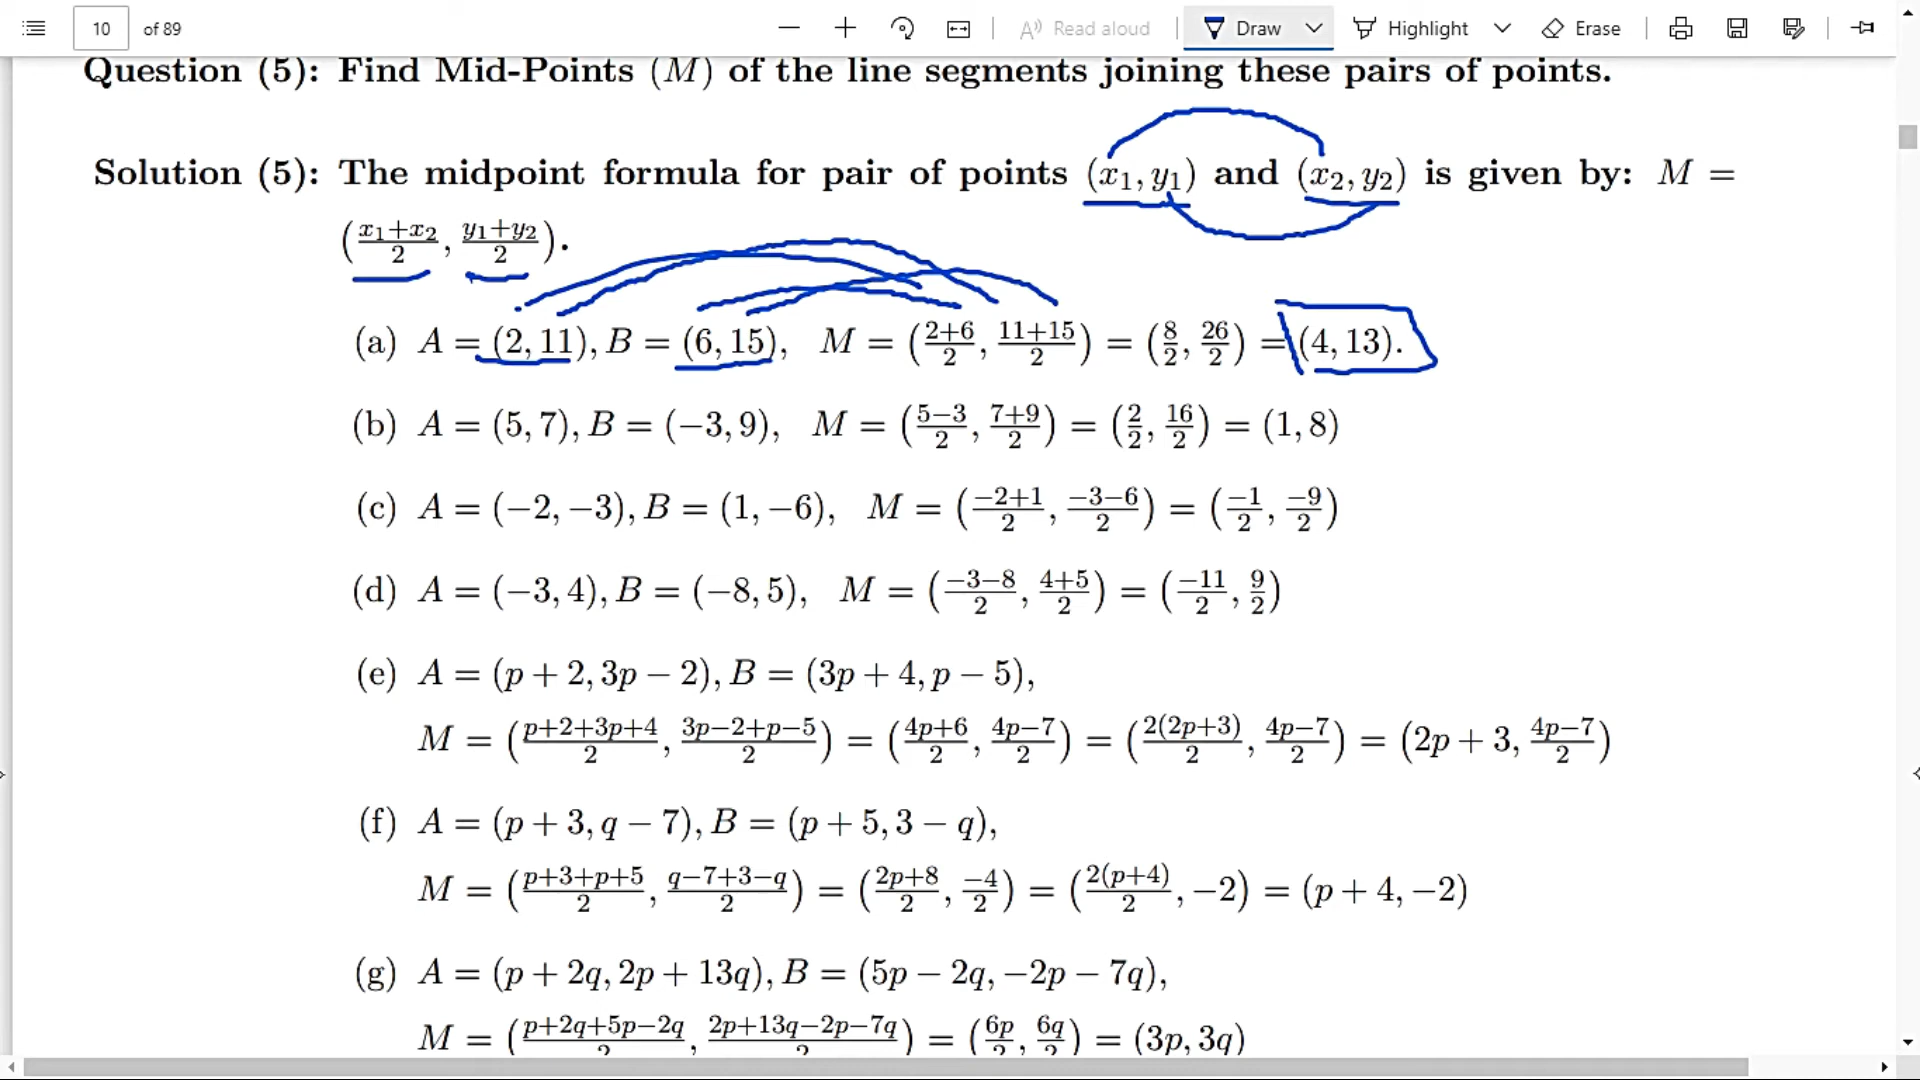 10 of 89 Read aloud Draw Highlight Erase
Question (5): Find Mid-Points (M) of the line segments joining these pairs of points.
Solution (5): The midpoint formula for pair of points (x₁, y₁) and (x₂, y₂) is given by: M =
((x₁+x₂)/2, (y₁+y₂)/2).
(a) A = (2, 11), B = (6, 15), M = ((2+6)/2, (11+15)/2) = (8/2, 26/2) = (4, 13).
(b) A = (5, 7), B = (−3, 9), M = ((5−3)/2, (7+9)/2) = (2/2, 16/2) = (1, 8)
(c) A = (−2, −3), B = (1, −6), M = ((−2+1)/2, (−3−6)/2) = (−1/2, −9/2)
(d) A = (−3, 4), B = (−8, 5), M = ((−3−8)/2, (4+5)/2) = (−11/2, 9/2)
(e) A = (p + 2, 3p − 2), B = (3p + 4, p − 5),
M = ((p+2+3p+4)/2, (3p−2+p−5)/2) = ((4p+6)/2, (4p−7)/2) = (2(2p+3)/2, (4p−7)/2) = (2p + 3, (4p−7)/2)
(f) A = (p + 3, q − 7), B = (p + 5, 3 − q),
M = ((p+3+p+5)/2, (q−7+3−q)/2) = ((2p+8)/2, −4/2) = (2(p+4)/2, −2) = (p + 4, −2)
(g) A = (p + 2q, 2p + 13q), B = (5p − 2q, −2p − 7q),
M = ((p+2q+5p−2q)/2, (2p+13q−2p−7q)/2) = (6p/2, 6q/2) = (3p, 3q)